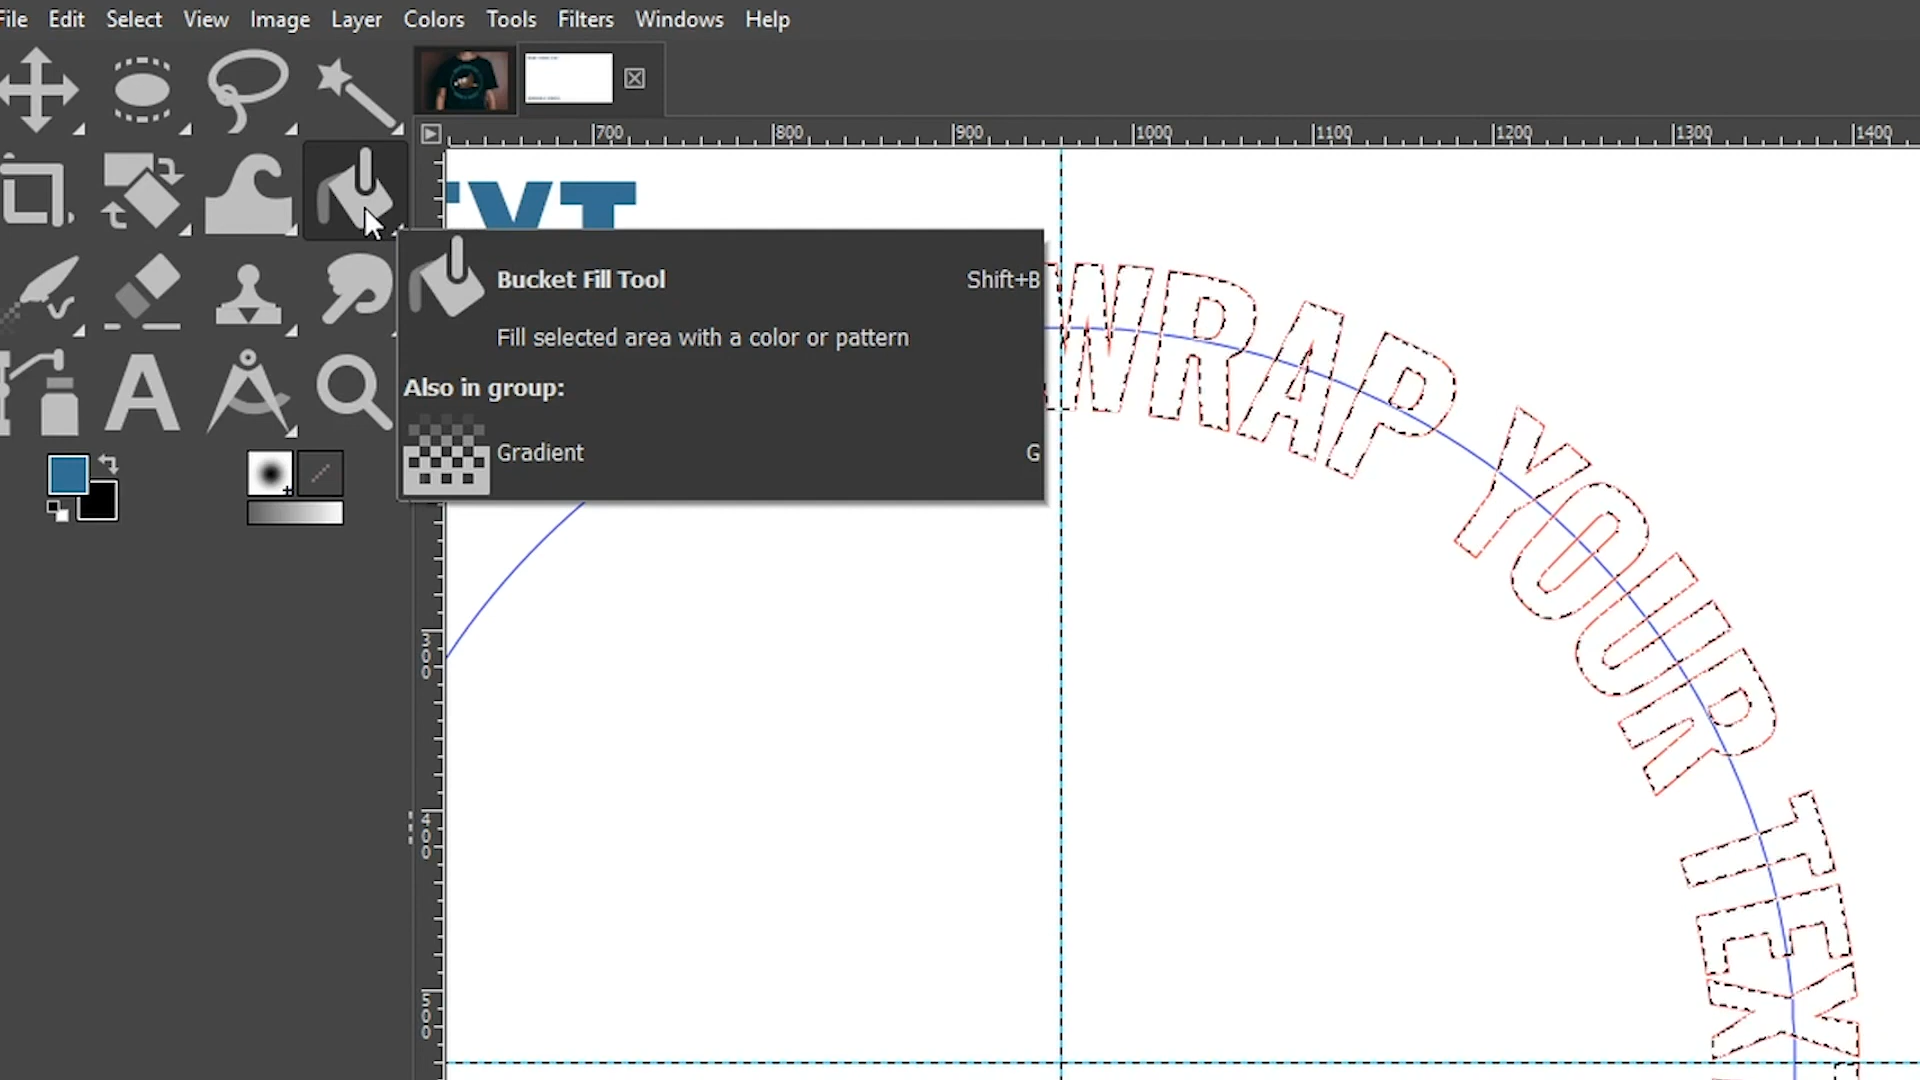 File Edit Select View Image Layer Colors Tools Filters Windows Help
700 800 900 1000 1100 1200 1300 1400
Bucket Fill Tool Shift+B
Fill selected area with a color or pattern
Also in group:
Gradient G
WRAP YOUR TEX
300
400
500